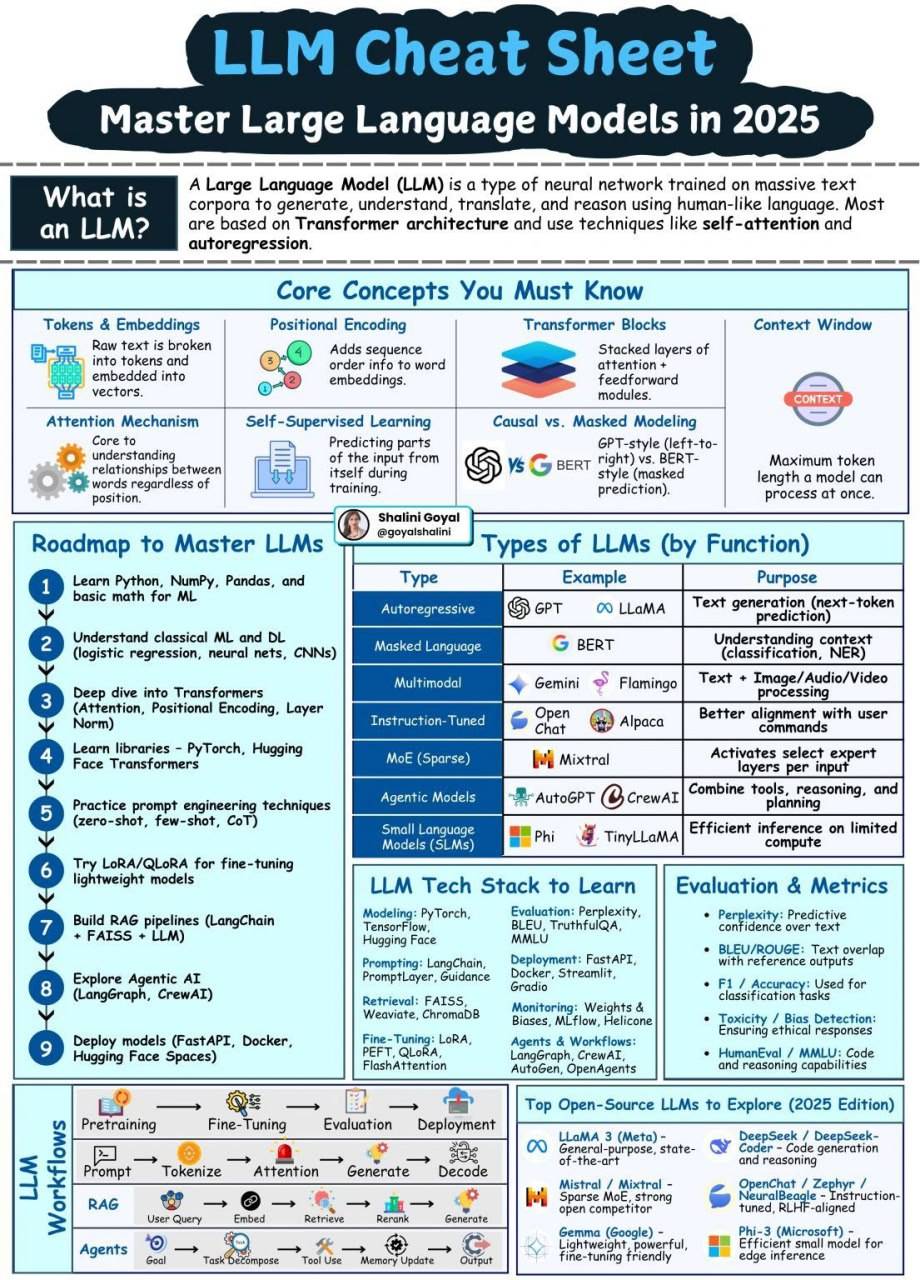 LLM Cheat Sheet
Master Large Language Models in 2025
What is
an LLM?
A Large Language Model (LLM) is a type of neural network trained on massive text
corpora to generate, understand, translate, and reason using human-like language. Most
are based on Transformer architecture and use techniques like self-attention and
autoregression.
Core Concepts You Must Know
Tokens & Embeddings
Raw text is broken
into tokens and
embedded into
vectors.
Positional Encoding
3
4
1
2
Adds sequence
order info to word
embeddings.
Transformer Blocks
Stacked layers of
attention +
feedforward
modules.
Context Window
CONTEXT
Maximum token
length a model can
process at once.
Attention Mechanism
Core to
understanding
relationships between
words regardless of
position.
Self-Supervised Learning
Predicting parts
of the input from
itself during
training.
Causal vs. Masked Modeling
VS
BERT
GPT-style (left-to-
right) vs. BERT-
style (masked
prediction).
Shalini Goyal
@goyalshalini
Roadmap to Master LLMs
1
Learn Python, NumPy, Pandas, and
basic math for ML
2
Understand classical ML and DL
(logistic regression, neural nets, CNNs)
3
Deep dive into Transformers
(Attention, Positional Encoding, Layer
Norm)
4
Learn libraries – PyTorch, Hugging
Face Transformers
5
Practice prompt engineering techniques
(zero-shot, few-shot, CoT)
6
Try LoRA/QLoRA for fine-tuning
lightweight models
7
Build RAG pipelines (LangChain
+ FAISS + LLM)
8
Explore Agentic AI
(LangGraph, CrewAI)
9
Deploy models (FastAPI, Docker,
Hugging Face Spaces)
Types of LLMs (by Function)
Type Example Purpose
Autoregressive GPT LLaMA Text generation (next-token
prediction)
Masked Language BERT Understanding context
(classification, NER)
Multimodal Gemini Flamingo Text + Image/Audio/Video
processing
Instruction-Tuned Open
Chat Alpaca Better alignment with user
commands
MoE (Sparse) Mixtral Activates select expert
layers per input
Agentic Models AutoGPT CrewAI Combine tools, reasoning, and
planning
Small Language
Models (SLMs) Phi TinyLLaMA Efficient inference on limited
compute
LLM Tech Stack to Learn
Modeling: PyTorch,
TensorFlow,
Hugging Face
Prompting: LangChain,
PromptLayer, Guidance
Retrieval: FAISS,
Weaviate, ChromaDB
Fine-Tuning: LoRA,
PEFT, QLoRA,
FlashAttention
Evaluation: Perplexity,
BLEU, TruthfulQA,
MMLU
Deployment: FastAPI,
Docker, Streamlit,
Gradio
Monitoring: Weights &
Biases, MLflow, Helicone
Agents & Workflows:
LangGraph, CrewAI,
AutoGen, OpenAgents
Evaluation & Metrics
• Perplexity: Predictive
confidence over text
• BLEU/ROUGE: Text overlap
with reference outputs
• F1 / Accuracy: Used for
classification tasks
• Toxicity / Bias Detection:
Ensuring ethical responses
• HumanEval / MMLU: Code
and reasoning capabilities
LLM
Workflows
Pretraining Fine-Tuning Evaluation Deployment
Prompt Tokenize Attention Generate Decode
RAG
User Query Embed Retrieve Rerank Generate
Agents
Goal Task Decompose Tool Use Memory Update Output
Top Open-Source LLMs to Explore (2025 Edition)
LLaMA 3 (Meta) –
General-purpose, state-
of-the-art
Mistral / Mixtral –
Sparse MoE, strong
open competitor
Gemma (Google) –
Lightweight, powerful,
fine-tuning friendly
DeepSeek / DeepSeek-
Coder – Code generation
and reasoning
OpenChat / Zephyr /
NeuralBeagle – Instruction-
tuned, RLHF-aligned
Phi-3 (Microsoft) –
Efficient small model for
edge inference